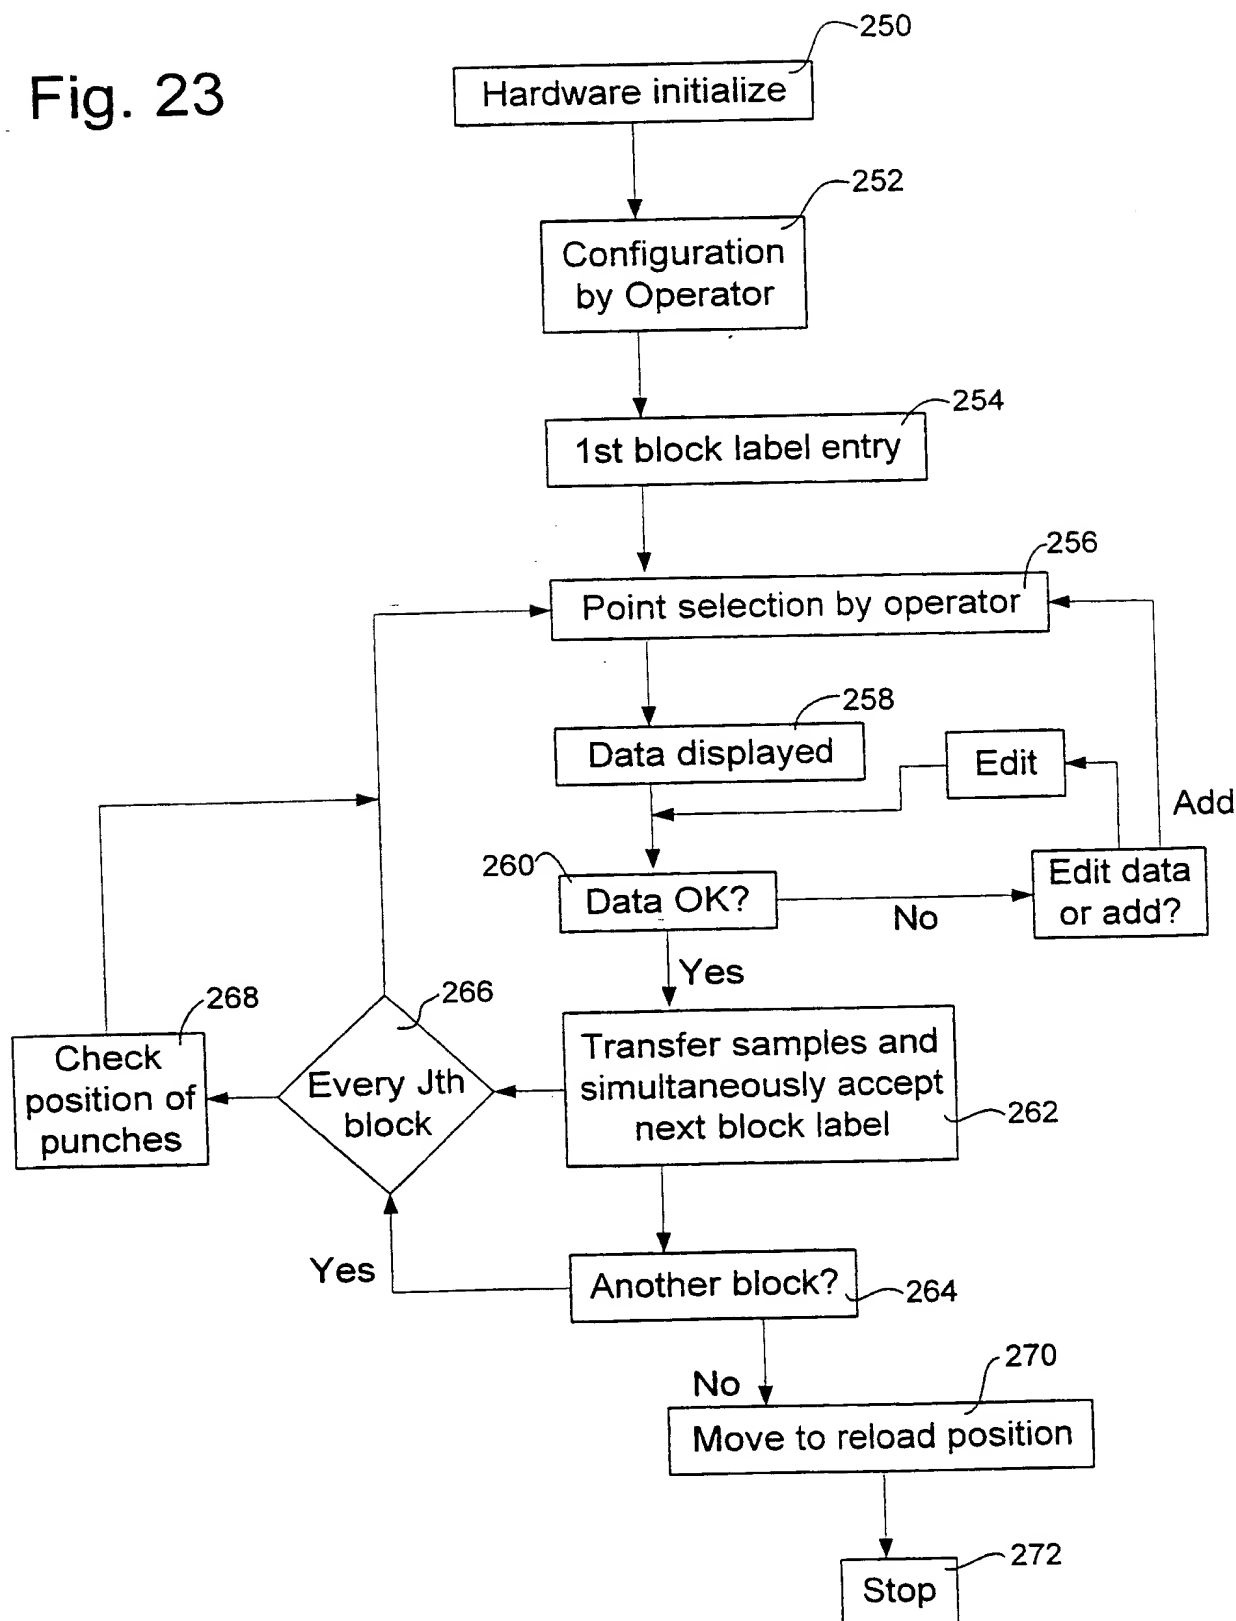 Fig. 23
250
Hardware initialize
252
Configuration
by Operator
254
1st block label entry
256
Point selection by operator
258
Data displayed
Edit
Add
260
Data OK?
No
Edit data
or add?
Yes
268
266
Check
position of
punches
Every Jth
block
Transfer samples and
simultaneously accept
next block label
262
Yes
Another block?
264
No
270
Move to reload position
272
Stop